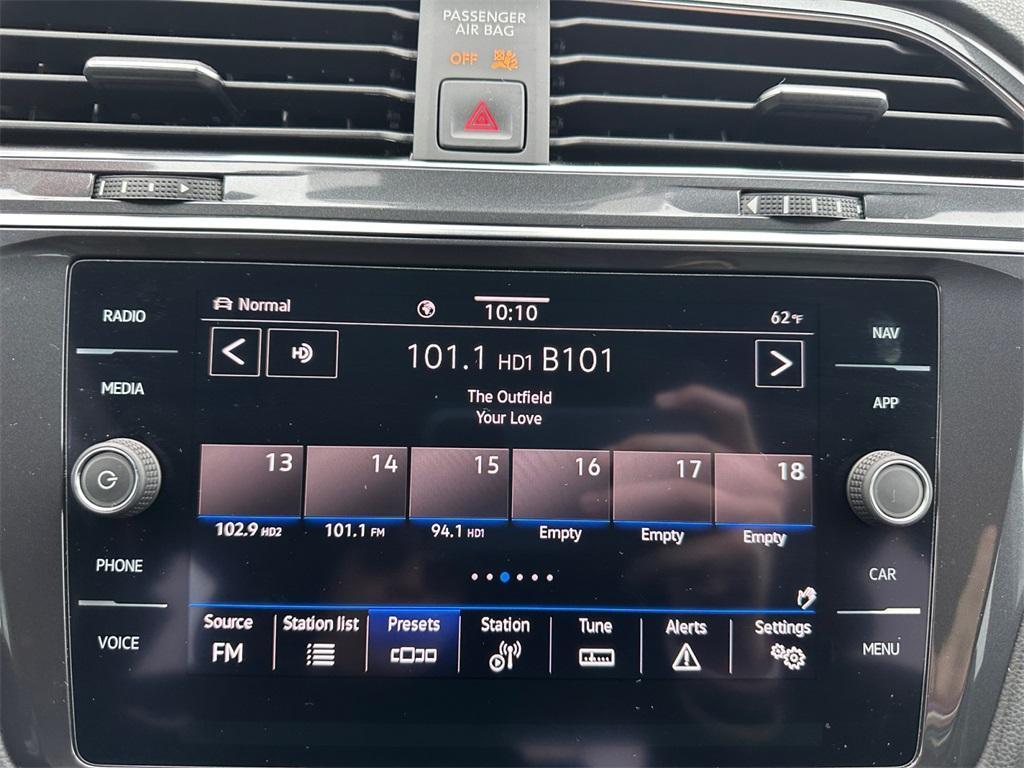 PASSENGER
AIR BAG
OFF
RADIO
MEDIA
PHONE
VOICE
Normal
10:10
62°F
HD
101.1 HD1 B101
The Outfield
Your Love
13 14 15 16 17 18
102.9 HD2 101.1 FM 94.1 HD1 Empty Empty Empty
Source Station list Presets Station Tune Alerts Settings
FM
NAV
APP
CAR
MENU